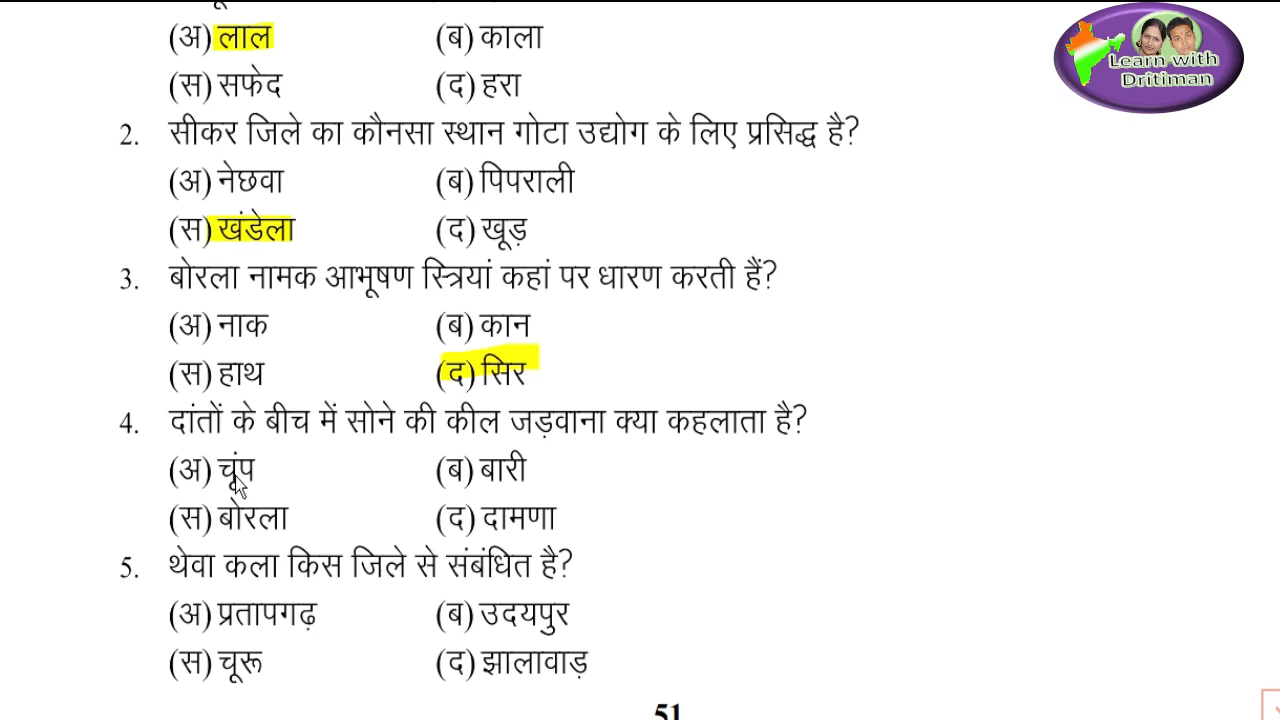 (अ) लाल (ब) काला
(स) सफेद (द) हरा
2. सीकर जिले का कौनसा स्थान गोटा उद्योग के लिए प्रसिद्ध है?
(अ) नेछवा (ब) पिपराली
(स) खंडेला (द) खूड़
3. बोरला नामक आभूषण स्त्रियां कहां पर धारण करती हैं?
(अ) नाक (ब) कान
(स) हाथ (द) सिर
4. दांतों के बीच में सोने की कील जड़वाना क्या कहलाता है?
(अ) चूंप (ब) बारी
(स) बोरला (द) दामणा
5. थेवा कला किस जिले से संबंधित है?
(अ) प्रतापगढ़ (ब) उदयपुर
(स) चूरू (द) झालावाड़
51
Learn with
Dritiman